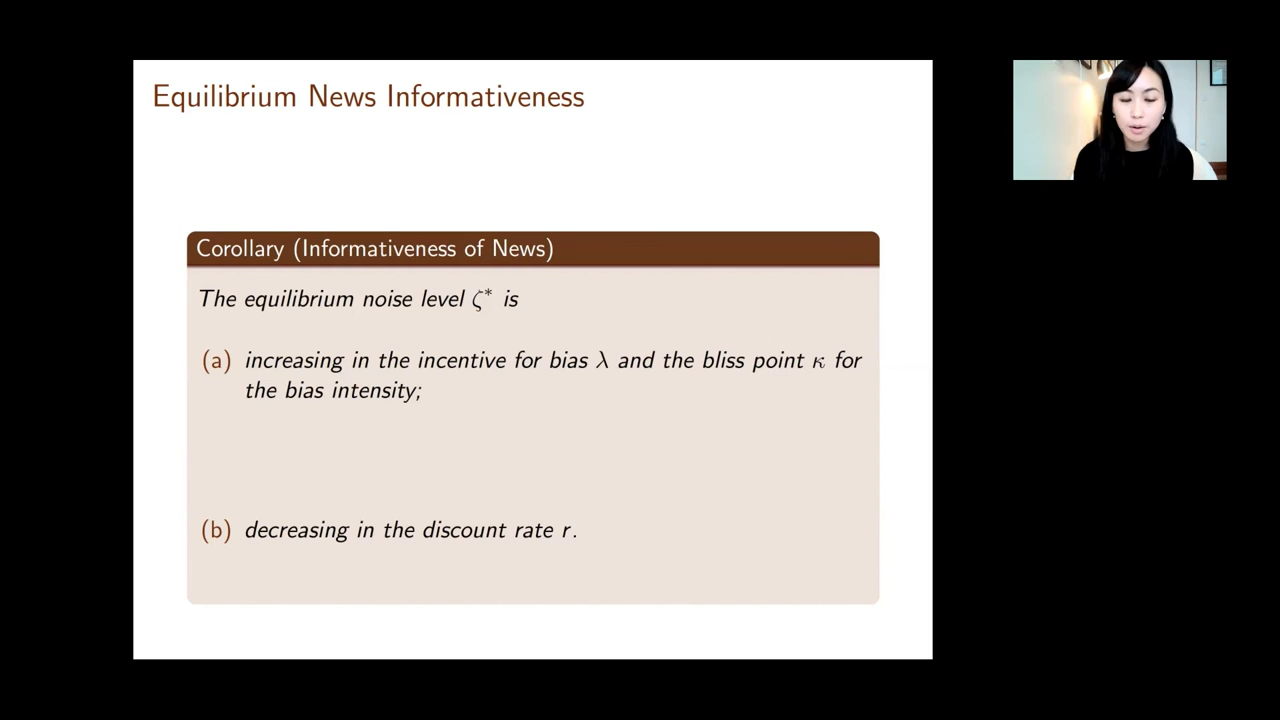 Equilibrium News Informativeness
Corollary (Informativeness of News)
The equilibrium noise level ζ* is
(a) increasing in the incentive for bias λ and the bliss point κ for
the bias intensity;
(b) decreasing in the discount rate r.